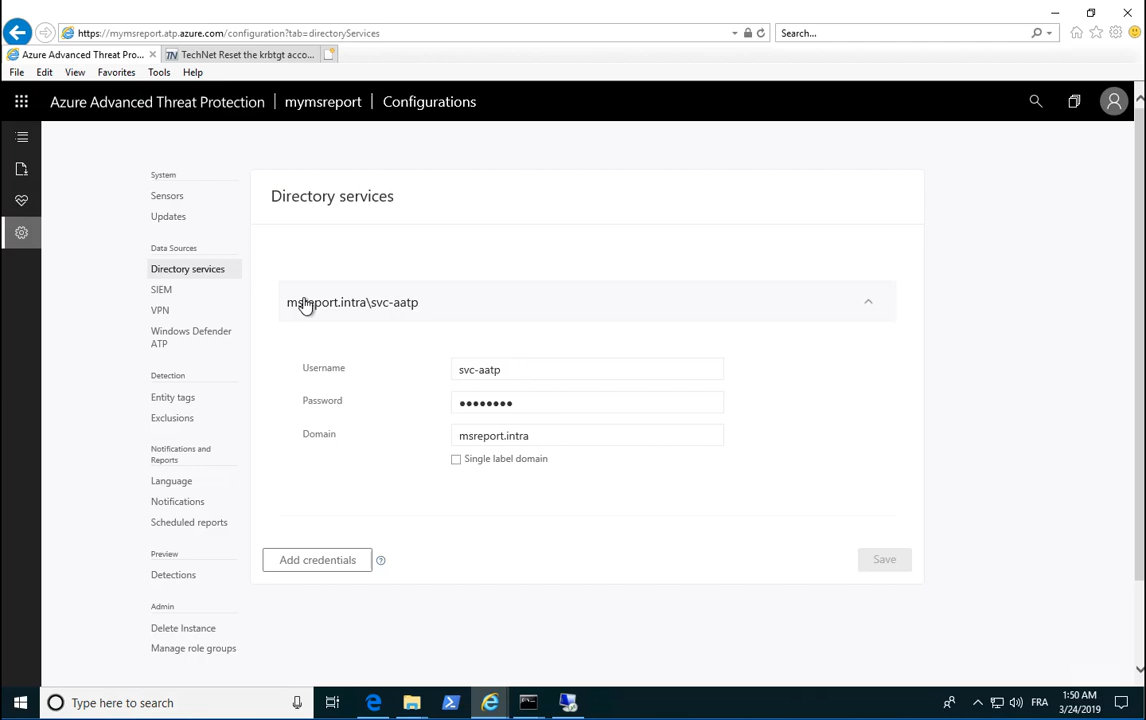 https://mymsreport.atp.azure.com/configuration?tab=directoryServices
Search...
Azure Advanced Threat Pro...
TN TechNet Reset the krbtgt acco...
File Edit View Favorites Tools Help
Azure Advanced Threat Protection | mymsreport | Configurations
System
Sensors
Updates
Data Sources
Directory services
SIEM
VPN
Windows Defender
ATP
Detection
Entity tags
Exclusions
Notifications and
Reports
Language
Notifications
Scheduled reports
Preview
Detections
Admin
Delete Instance
Manage role groups
Directory services
msreport.intra\svc-aatp
Username svc-aatp
Password ●●●●●●●●
Domain msreport.intra
Single label domain
Add credentials ?
Save
Type here to search
FRA
1:50 AM
3/24/2019